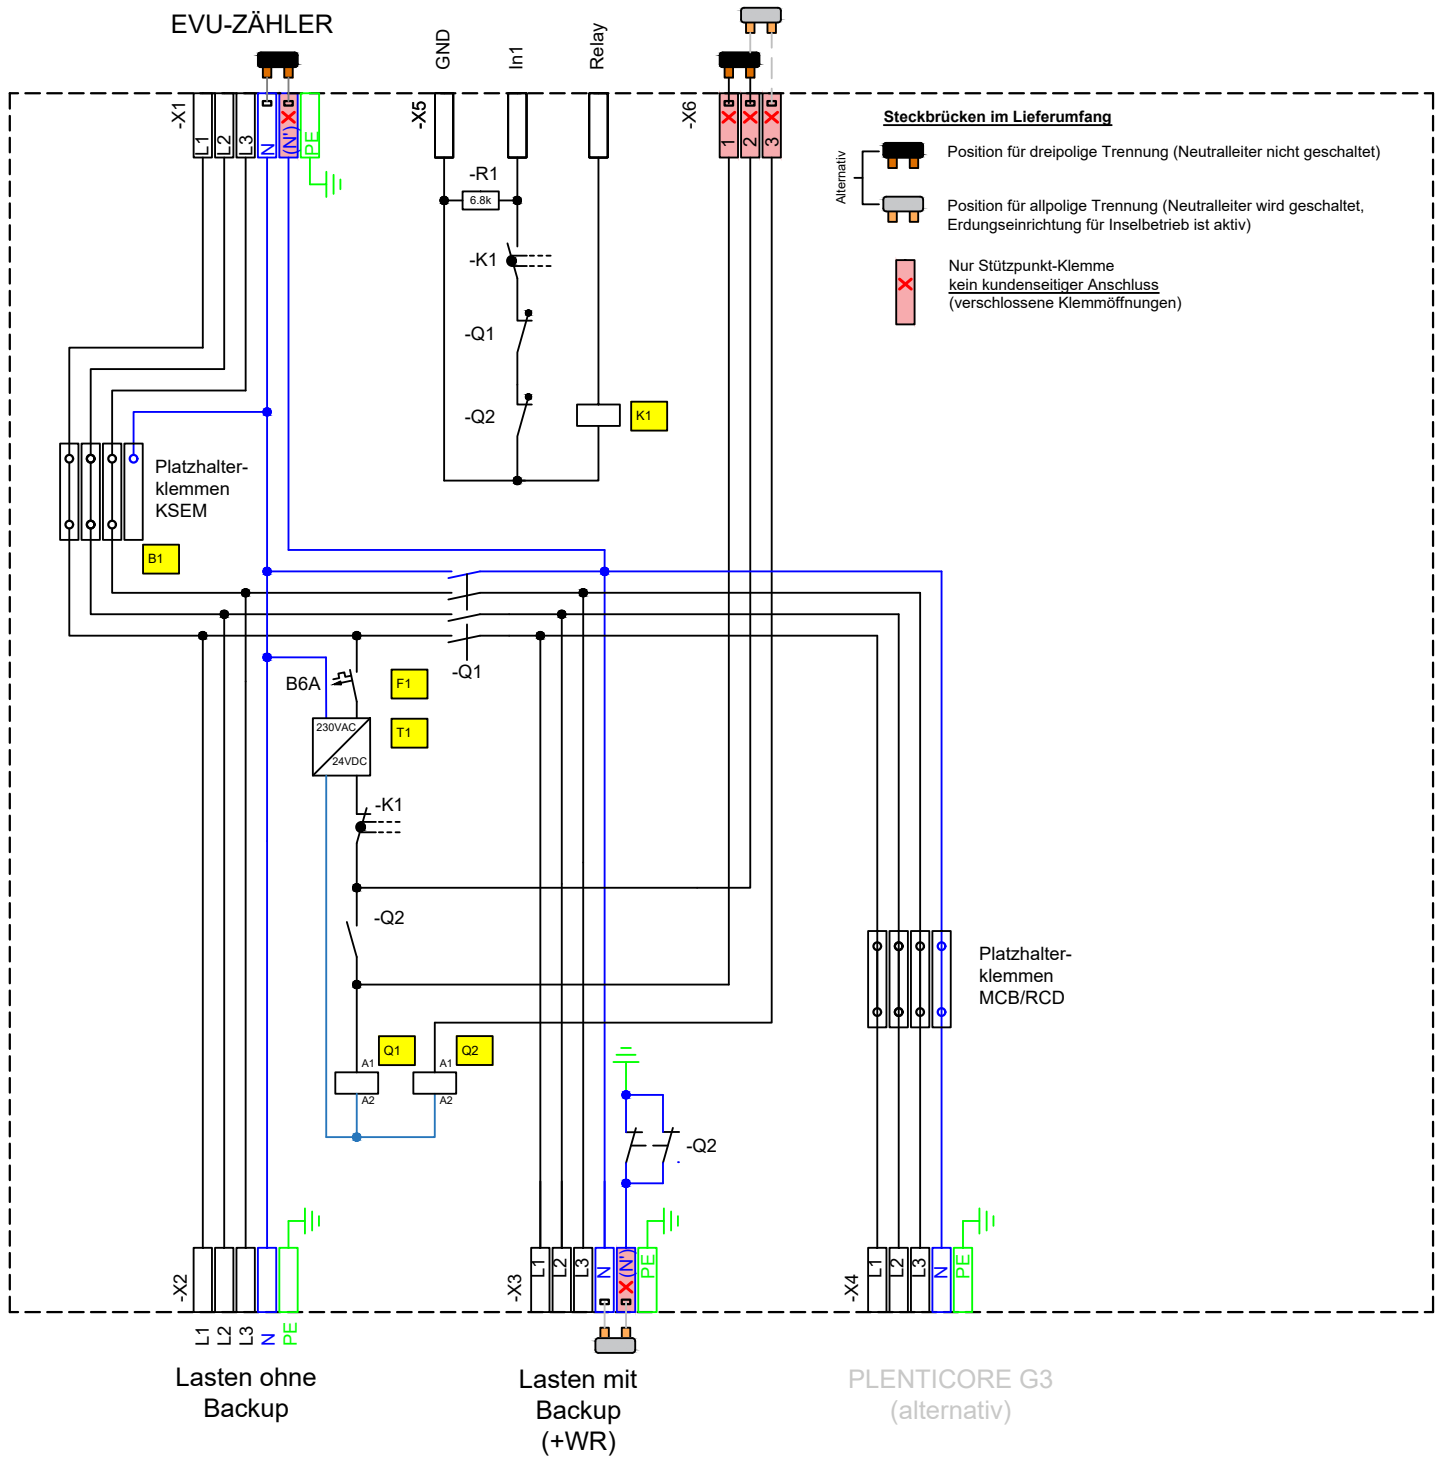 EVU-ZÄHLER
GND
In1
Relay
-X1
L1
L2
L3
N
(N')
PE
-X5
-X6
1
2
3
Steckbrücken im Lieferumfang
Alternativ
Position für dreipolige Trennung (Neutralleiter nicht geschaltet)
Position für allpolige Trennung (Neutralleiter wird geschaltet,
Erdungseinrichtung für Inselbetrieb ist aktiv)
Nur Stützpunkt-Klemme
kein kundenseitiger Anschluss
(verschlossene Klemmöffnungen)
-R1
6.8k
-K1
-Q1
-Q2
K1
Platzhalter-
klemmen
KSEM
B1
-Q1
B6A
F1
230VAC
24VDC
T1
-K1
-Q2
Platzhalter-
klemmen
MCB/RCD
Q1
Q2
A1
A1
A2
A2
-Q2
-X2
L1
L2
L3
N
PE
-X3
L1
L2
L3
N
(N')
PE
-X4
L1
L2
L3
N
PE
Lasten ohne
Backup
Lasten mit
Backup
(+WR)
PLENTICORE G3
(alternativ)